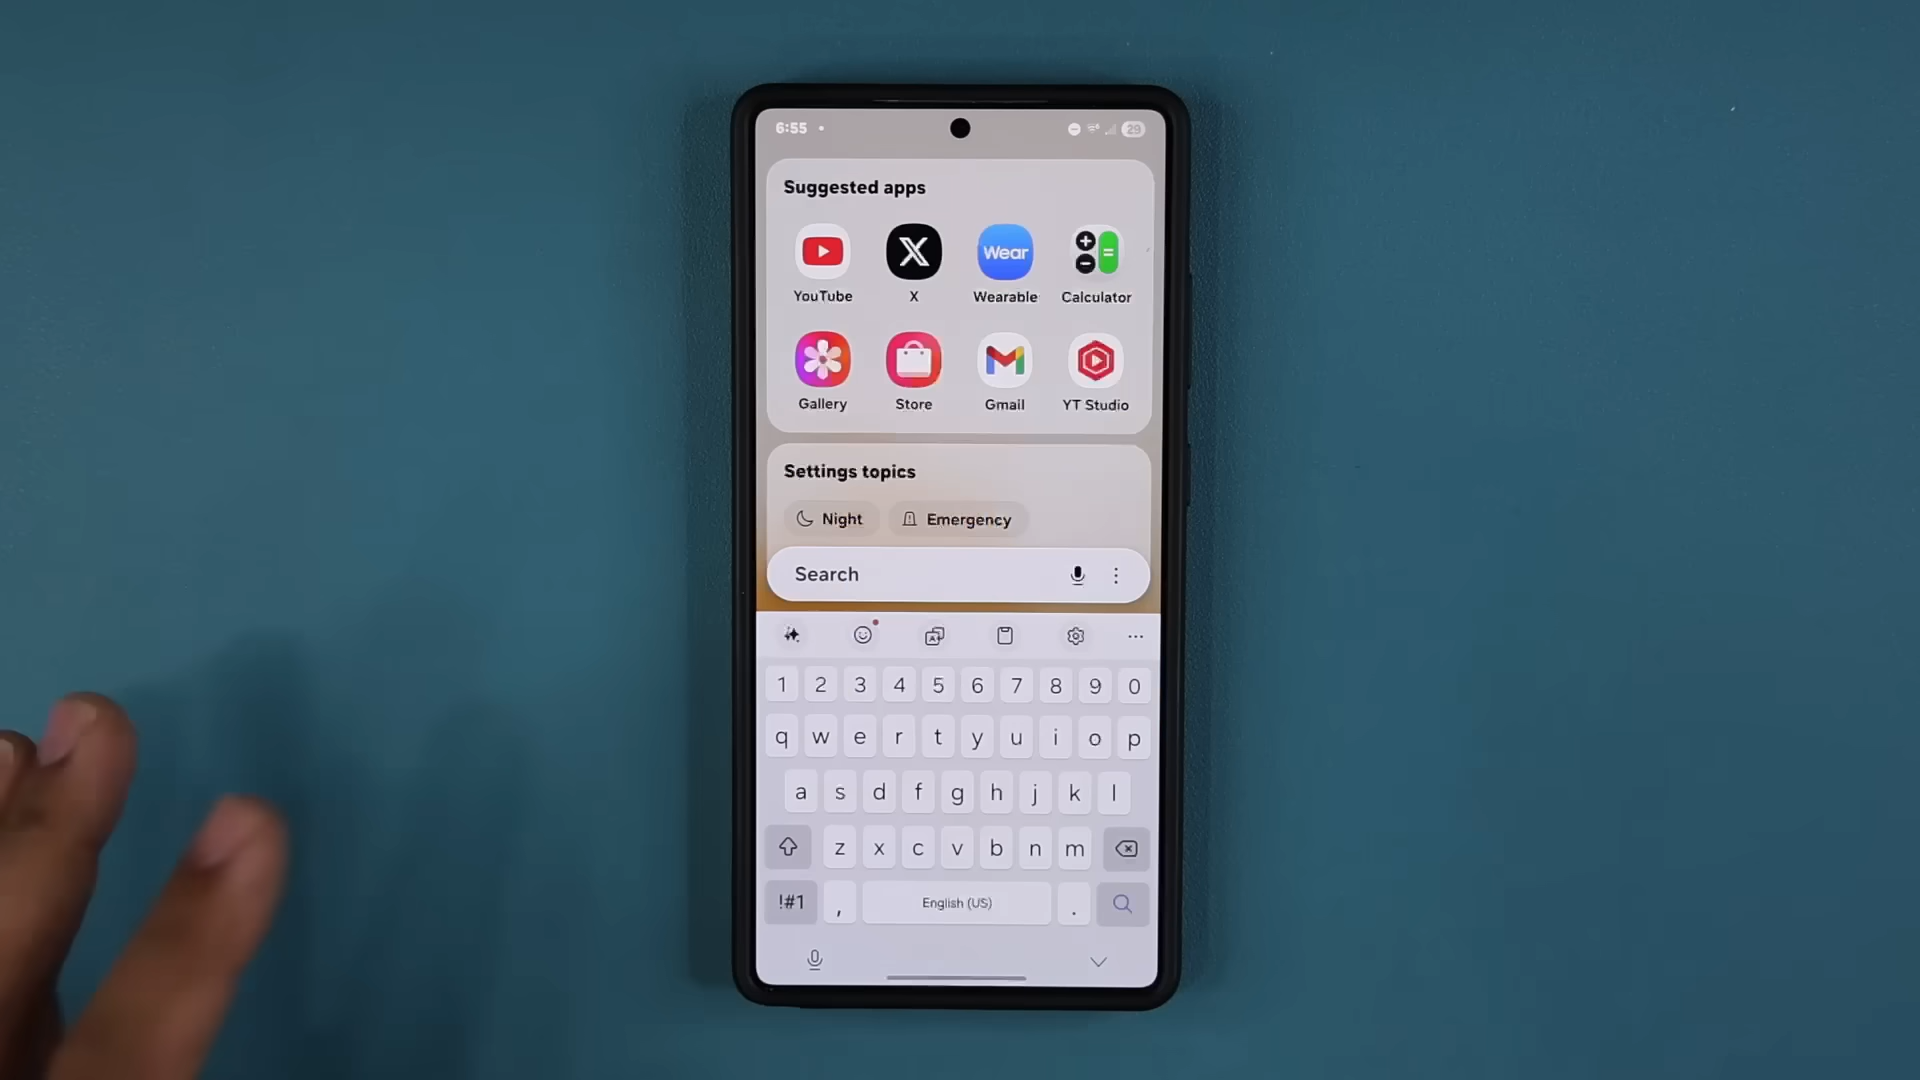 6:55
29
Suggested apps
Wear
YouTube X Wearable Calculator
Gallery Store Gmail YT Studio
Settings topics
Night Emergency
Search
1 2 3 4 5 6 7 8 9 0
q w e r t y u i o p
a s d f g h j k l
z x c v b n m
!#1 , English (US) .